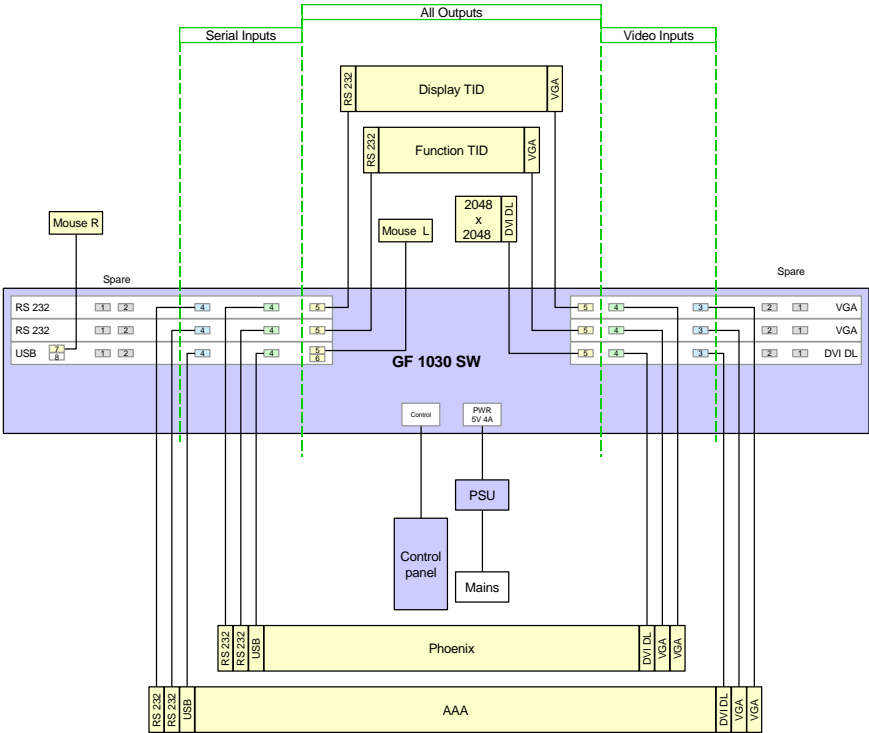 All Outputs
Serial Inputs
Video Inputs
RS 232
Display TID
VGA
RS 232
Function TID
VGA
2048
x
2048
DVI DL
Mouse R
Mouse L
Spare
Spare
RS 232 1 2 4 4 5
5 4 3 2 1 VGA
RS 232 1 2 4 4 5
5 4 3 2 1 VGA
USB 7 8 1 2 4 4 5 6
5 4 3 2 1 DVI DL
GF 1030 SW
Control
PWR
5V 4A
PSU
Control
panel
Mains
RS 232 RS 232 USB Phoenix DVI DL VGA VGA
RS 232 RS 232 USB AAA DVI DL VGA VGA